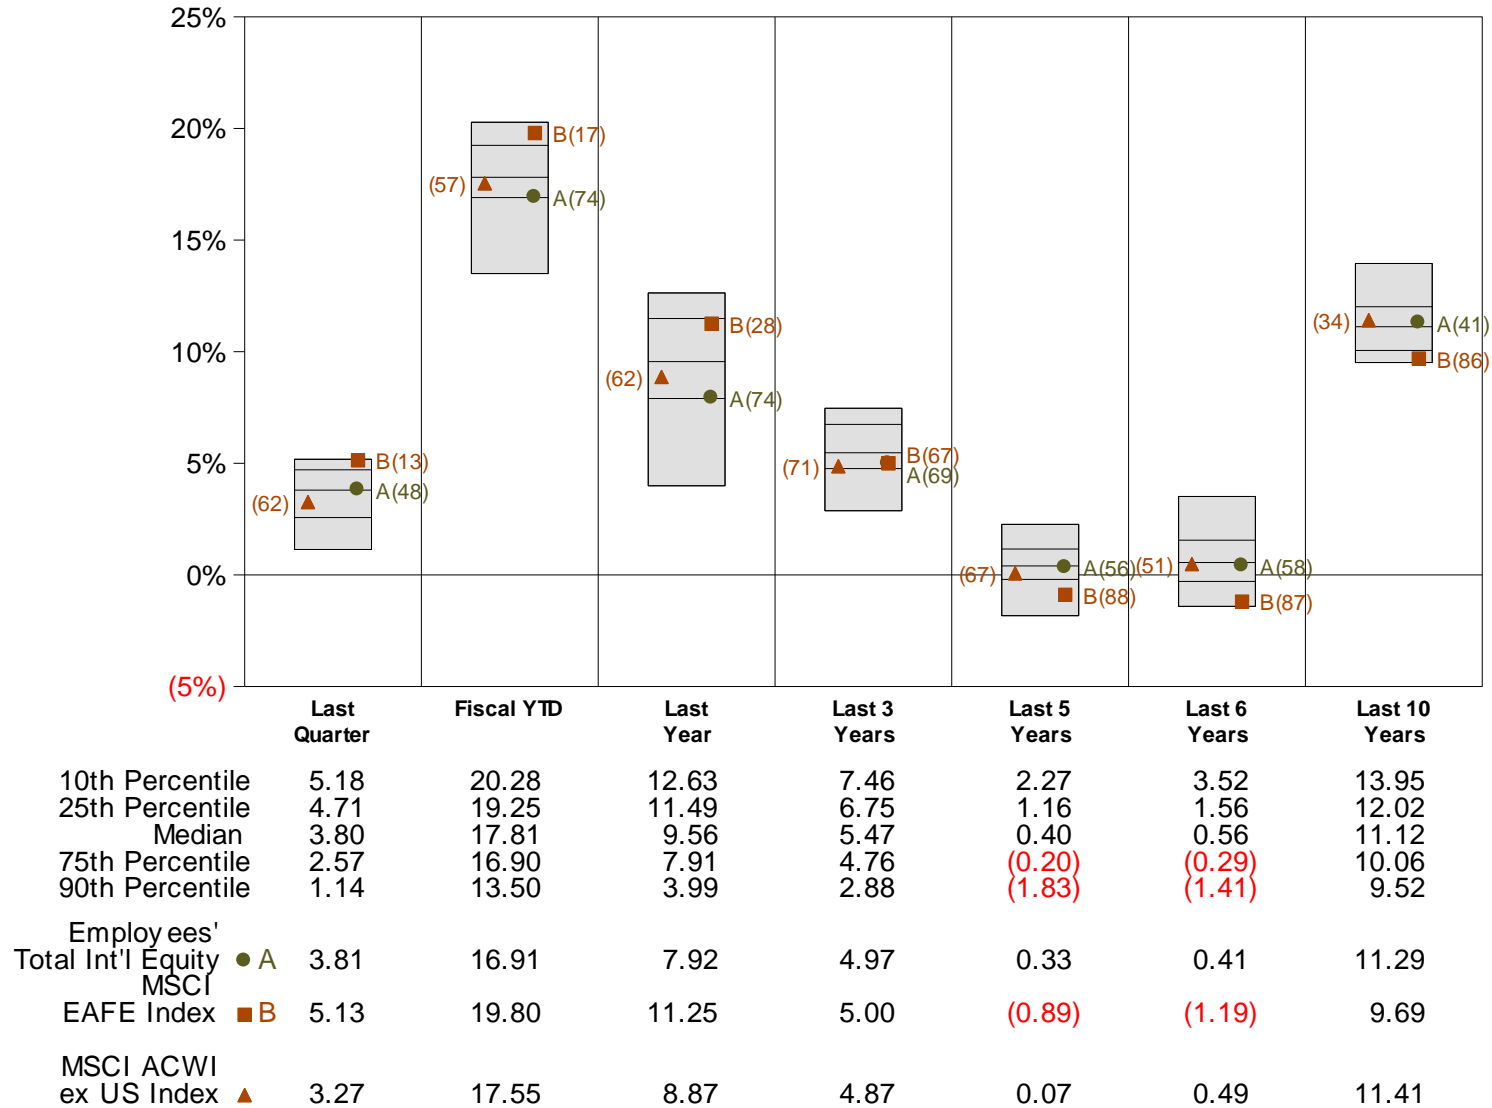 25%
20%
15%
10%
5%
0%
(5%)
B(17)
(57)
A(74)
B(28)
(62)
A(74)
(34)
A(41)
B(86)
B(13)
A(48)
(62)
B(67)
(71)
A(69)
A(56)
(67)
B(88)
(51)
A(58)
B(87)
Last Fiscal YTD Last Last 3 Last 5 Last 6 Last 10
Quarter Year Years Years Years Years
10th Percentile 5.18 20.28 12.63 7.46 2.27 3.52 13.95
25th Percentile 4.71 19.25 11.49 6.75 1.16 1.56 12.02
Median 3.80 17.81 9.56 5.47 0.40 0.56 11.12
75th Percentile 2.57 16.90 7.91 4.76 (0.20) (0.29) 10.06
90th Percentile 1.14 13.50 3.99 2.88 (1.83) (1.41) 9.52
Employees'
Total Int'l Equity A 3.81 16.91 7.92 4.97 0.33 0.41 11.29
MSCI
EAFE Index B 5.13 19.80 11.25 5.00 (0.89) (1.19) 9.69
MSCI ACWI
ex US Index 3.27 17.55 8.87 4.87 0.07 0.49 11.41